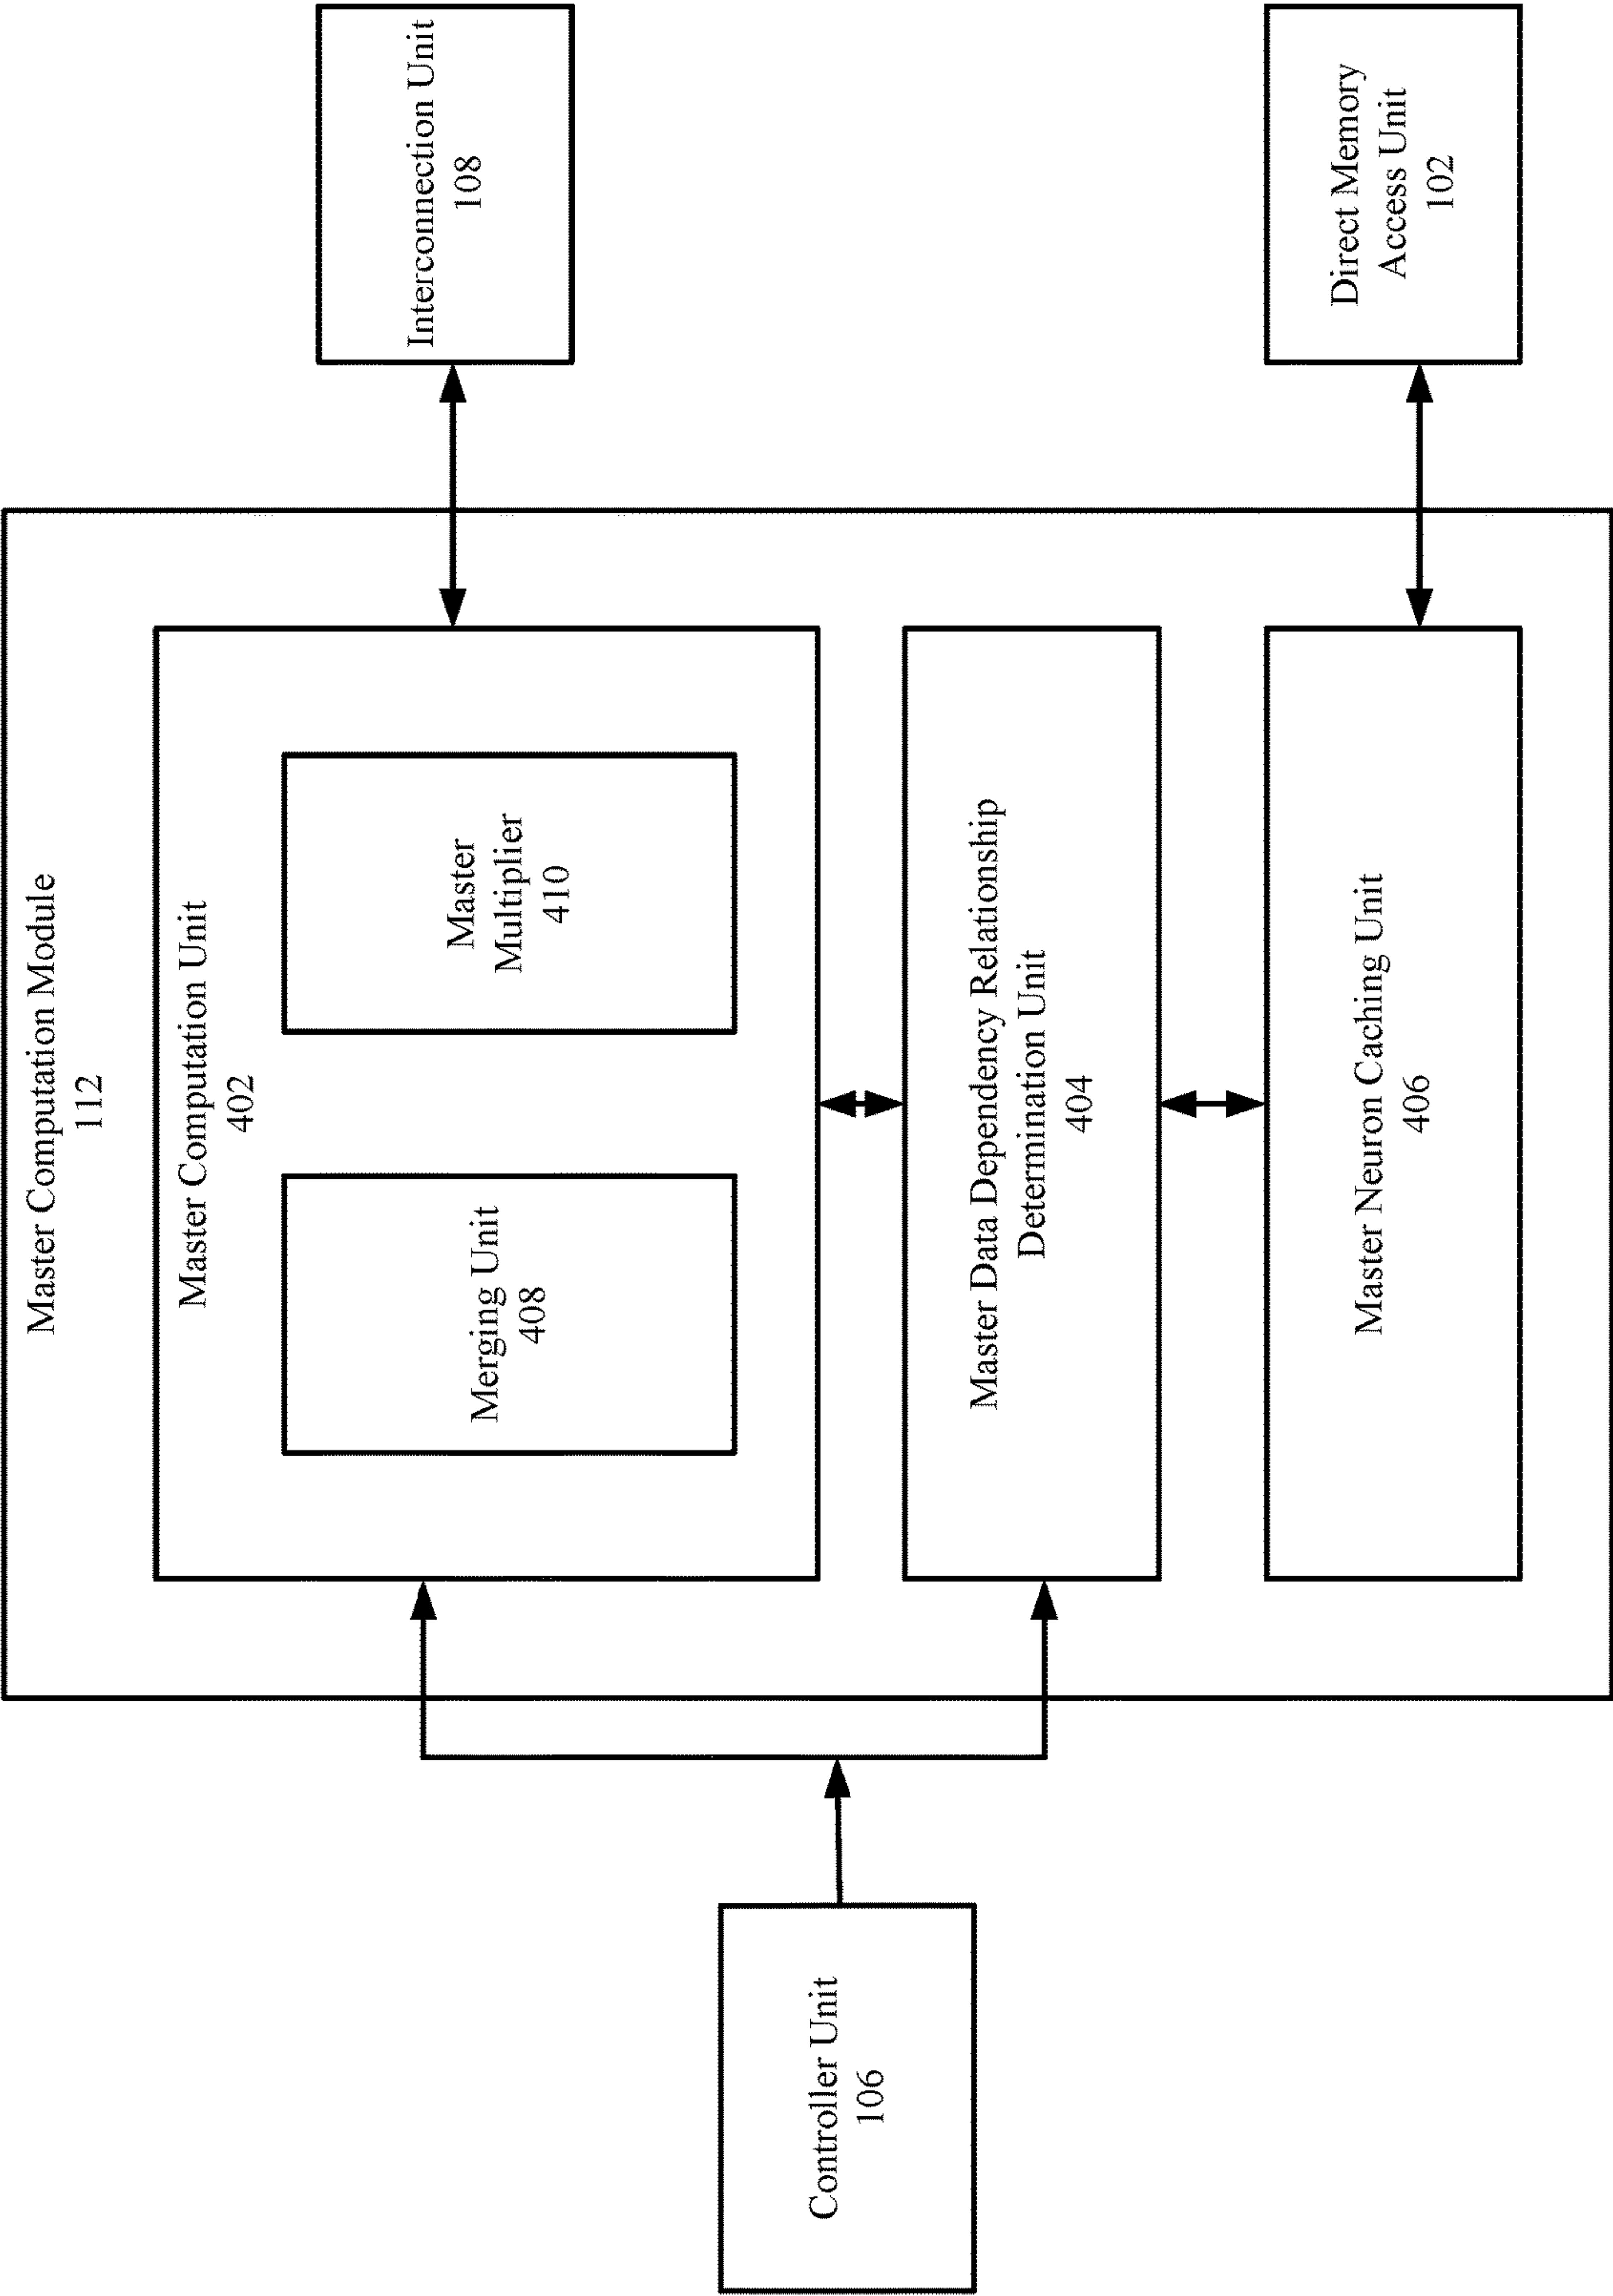 Master Computation Module
112
Master Computation Unit
402
Merging Unit
408
Master
Multiplier
410
Master Data Dependency Relationship
Determination Unit
404
Master Neuron Caching Unit
406
Controller Unit
106
Interconnection Unit
108
Direct Memory
Access Unit
102